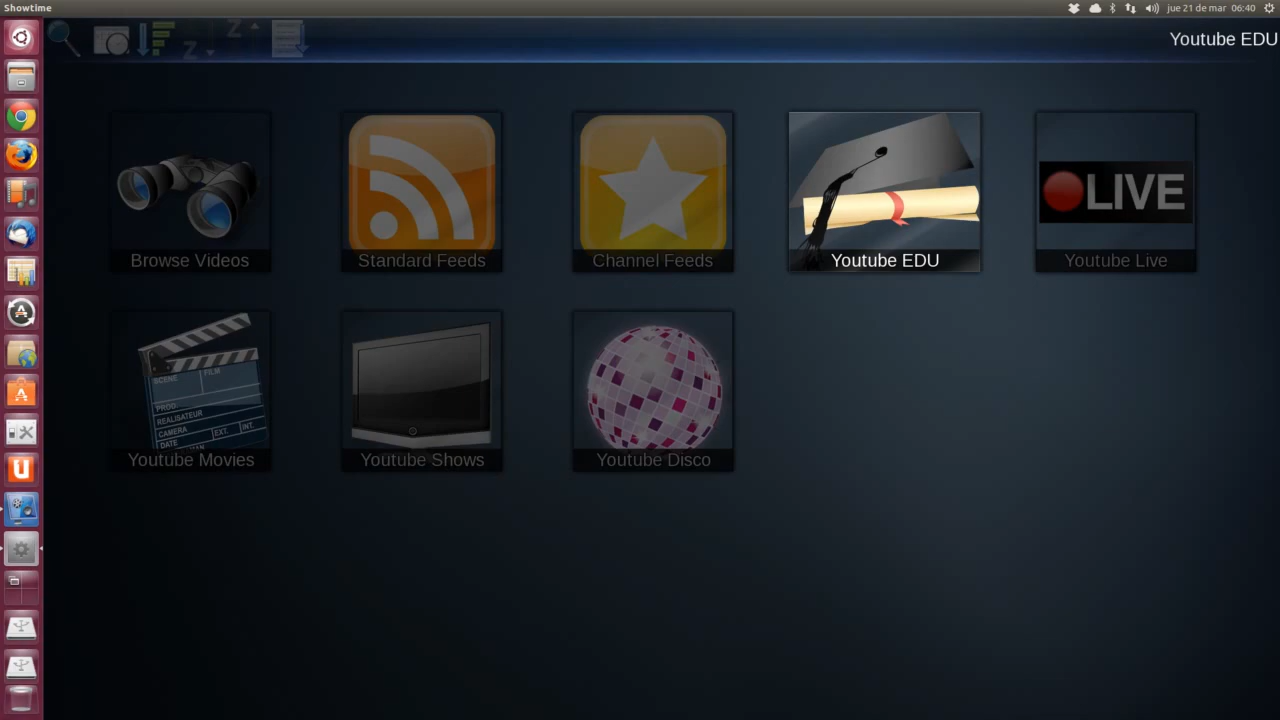 Showtime
jue 21 de mar 06:40
Youtube EDU
LIVE
Browse Videos
Standard Feeds
Channel Feeds
Youtube EDU
Youtube Live
SCENE FILM
PROD.
REALISATEUR
CAMERA EXT. INT.
DATE
Youtube Movies
Youtube Shows
Youtube Disco